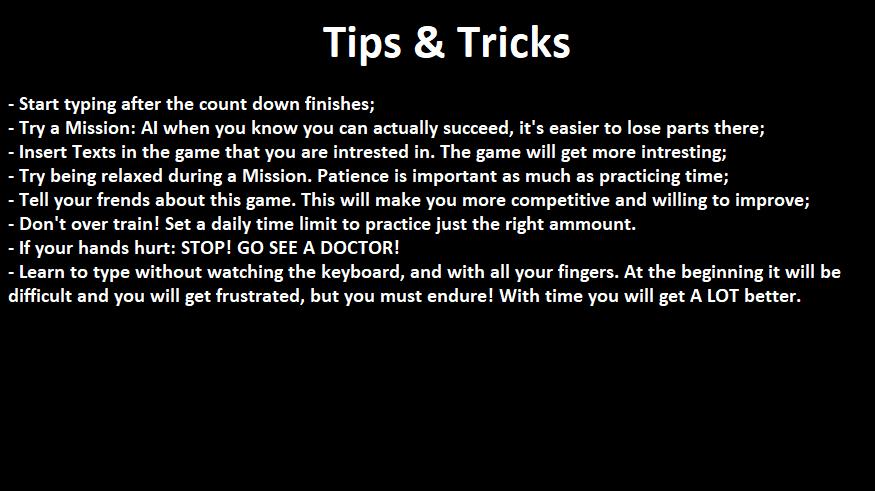 Tips & Tricks
- Start typing after the count down finishes;
- Try a Mission: AI when you know you can actually succeed, it's easier to lose parts there;
- Insert Texts in the game that you are intrested in. The game will get more intresting;
- Try being relaxed during a Mission. Patience is important as much as practicing time;
- Tell your frends about this game. This will make you more competitive and willing to improve;
- Don't over train! Set a daily time limit to practice just the right ammount.
- If your hands hurt: STOP! GO SEE A DOCTOR!
- Learn to type without watching the keyboard, and with all your fingers. At the beginning it will be
difficult and you will get frustrated, but you must endure! With time you will get A LOT better.